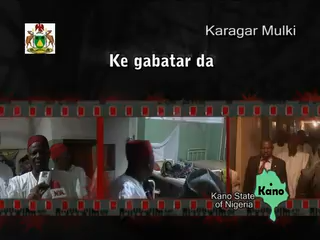 Karagar Mulki
Ke gabatar da
Kano State
of Nigeria
Kano